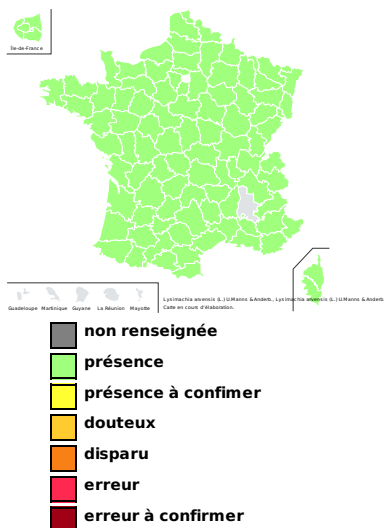 Île-de-France
Guadeloupe Martinique Guyane La Réunion Mayotte
Lysimachia arvensis (L.) U.Manns & Anderb., Lysimachia arvensis (L.) U.Manns & Anderb.
Carte en cours d'élaboration.
non renseignée
présence
présence à confimer
douteux
disparu
erreur
erreur à confirmer